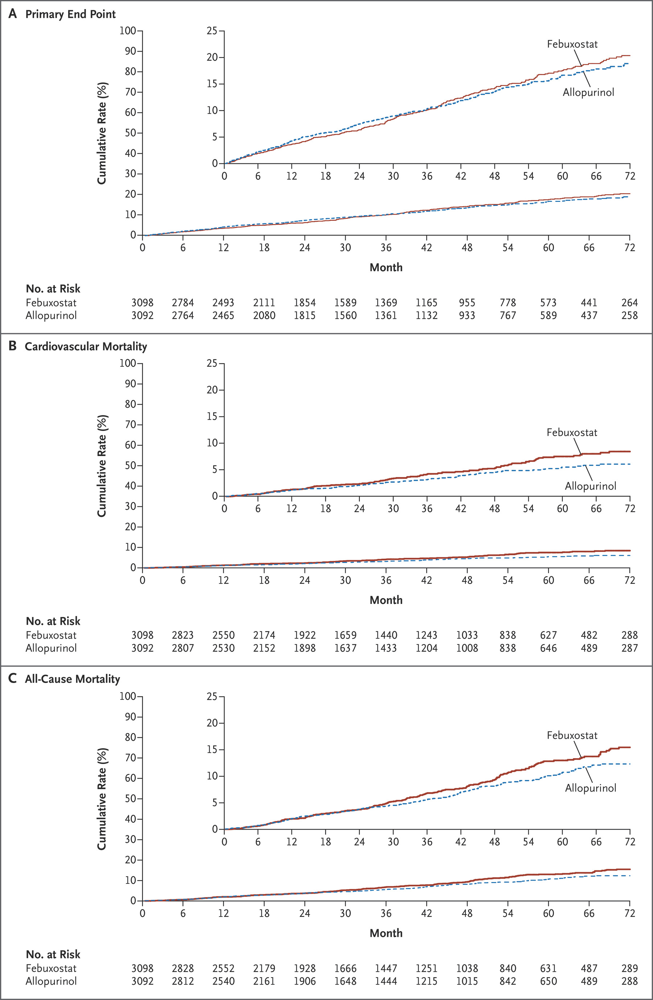 A Primary End Point
100
90
80
70
60
50
40
30
20
10
0
Cumulative Rate (%)
25
20
15
10
5
0
Febuxostat
Allopurinol
0 6 12 18 24 30 36 42 48 54 60 66 72
0 6 12 18 24 30 36 42 48 54 60 66 72
Month
No. at Risk
Febuxostat 3098 2784 2493 2111 1854 1589 1369 1165 955 778 573 441 264
Allopurinol 3092 2764 2465 2080 1815 1560 1361 1132 933 767 589 437 258
B Cardiovascular Mortality
100
90
80
70
60
50
40
30
20
10
0
Cumulative Rate (%)
25
20
15
10
5
0
Febuxostat
Allopurinol
0 6 12 18 24 30 36 42 48 54 60 66 72
0 6 12 18 24 30 36 42 48 54 60 66 72
Month
No. at Risk
Febuxostat 3098 2823 2550 2174 1922 1659 1440 1243 1033 838 627 482 288
Allopurinol 3092 2807 2530 2152 1898 1637 1433 1204 1008 838 646 489 287
C All-Cause Mortality
100
90
80
70
60
50
40
30
20
10
0
Cumulative Rate (%)
25
20
15
10
5
0
Febuxostat
Allopurinol
0 6 12 18 24 30 36 42 48 54 60 66 72
0 6 12 18 24 30 36 42 48 54 60 66 72
Month
No. at Risk
Febuxostat 3098 2828 2552 2179 1928 1666 1447 1251 1038 840 631 487 289
Allopurinol 3092 2812 2540 2161 1906 1648 1444 1215 1015 842 650 489 288